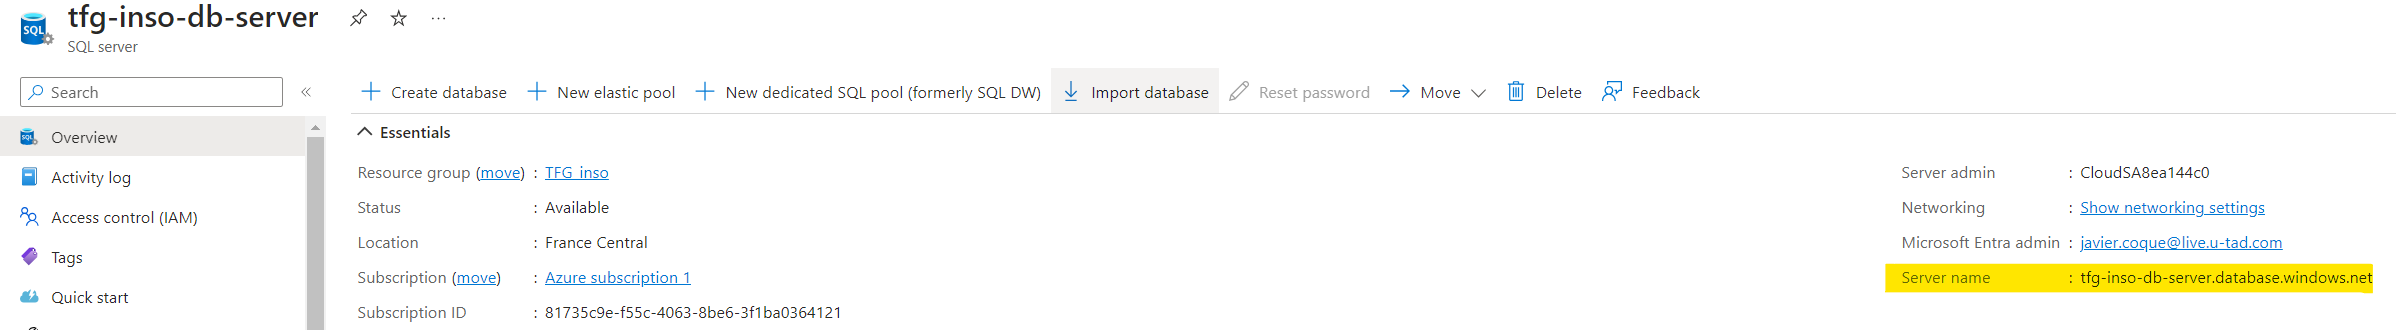 tfg-inso-db-server
SQL server
Search
Overview
Activity log
Access control (IAM)
Tags
Quick start
Create database
New elastic pool
New dedicated SQL pool (formerly SQL DW)
Import database
Reset password
Move
Delete
Feedback
Essentials
Resource group (move) : TFG_inso
Status : Available
Location : France Central
Subscription (move) : Azure subscription 1
Subscription ID : 81735c9e-f55c-4063-8be6-3f1ba0364121
Server admin : CloudSA8ea144c0
Networking : Show networking settings
Microsoft Entra admin : javier.coque@live.u-tad.com
Server name : tfg-inso-db-server.database.windows.net